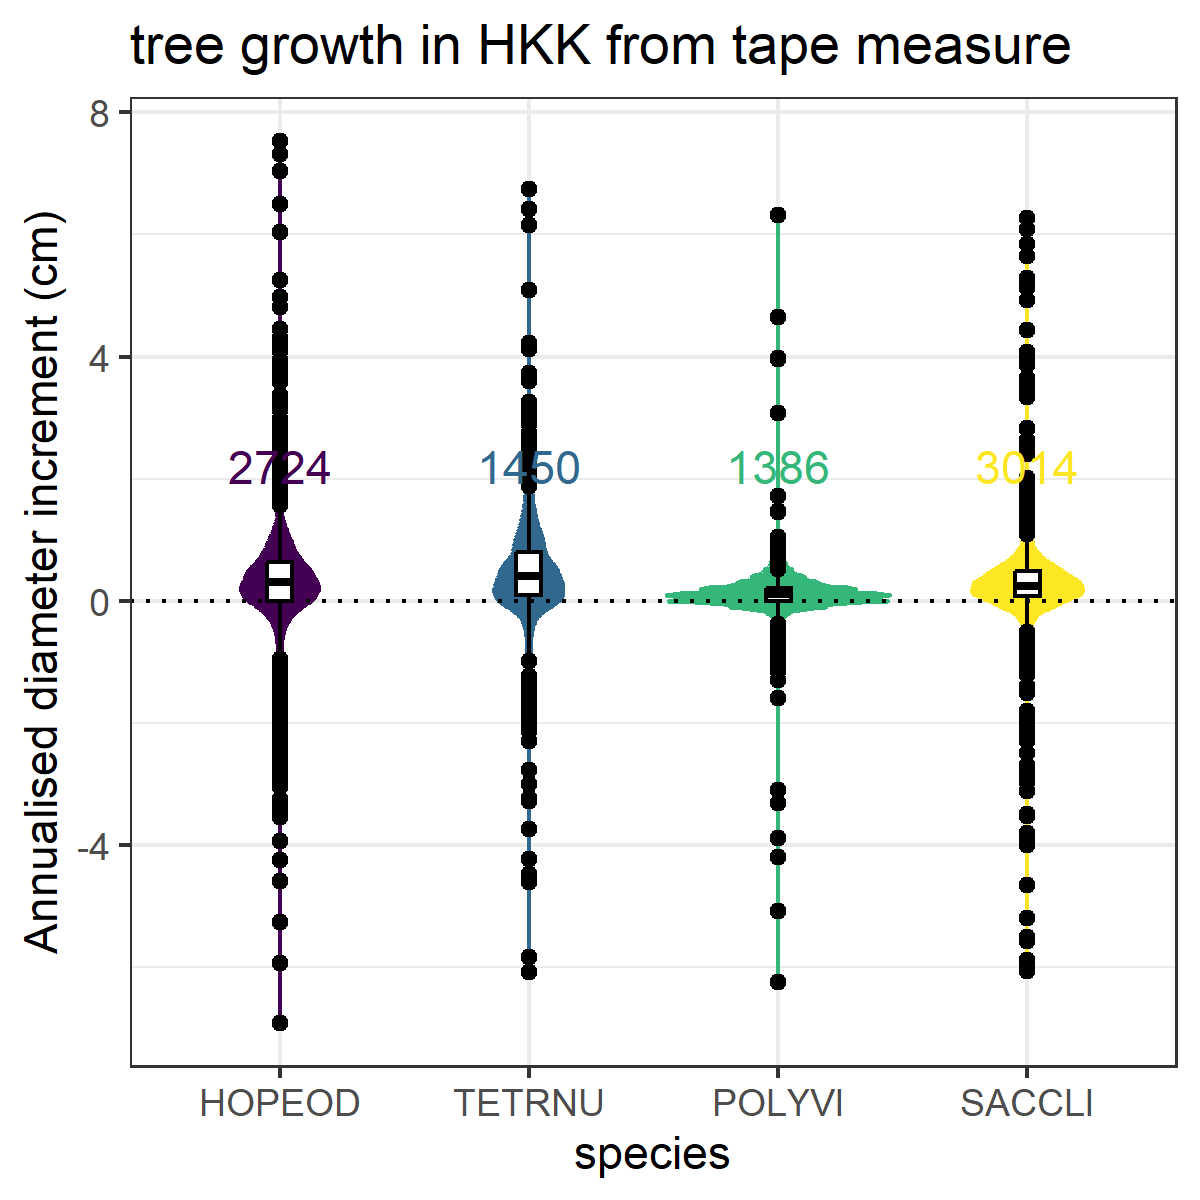 tree growth in HKK from tape measure
Annualised diameter increment (cm)
8
4
0
-4
2724 1450 1386 3014
HOPEOD TETRNU POLYVI SACCLI
species